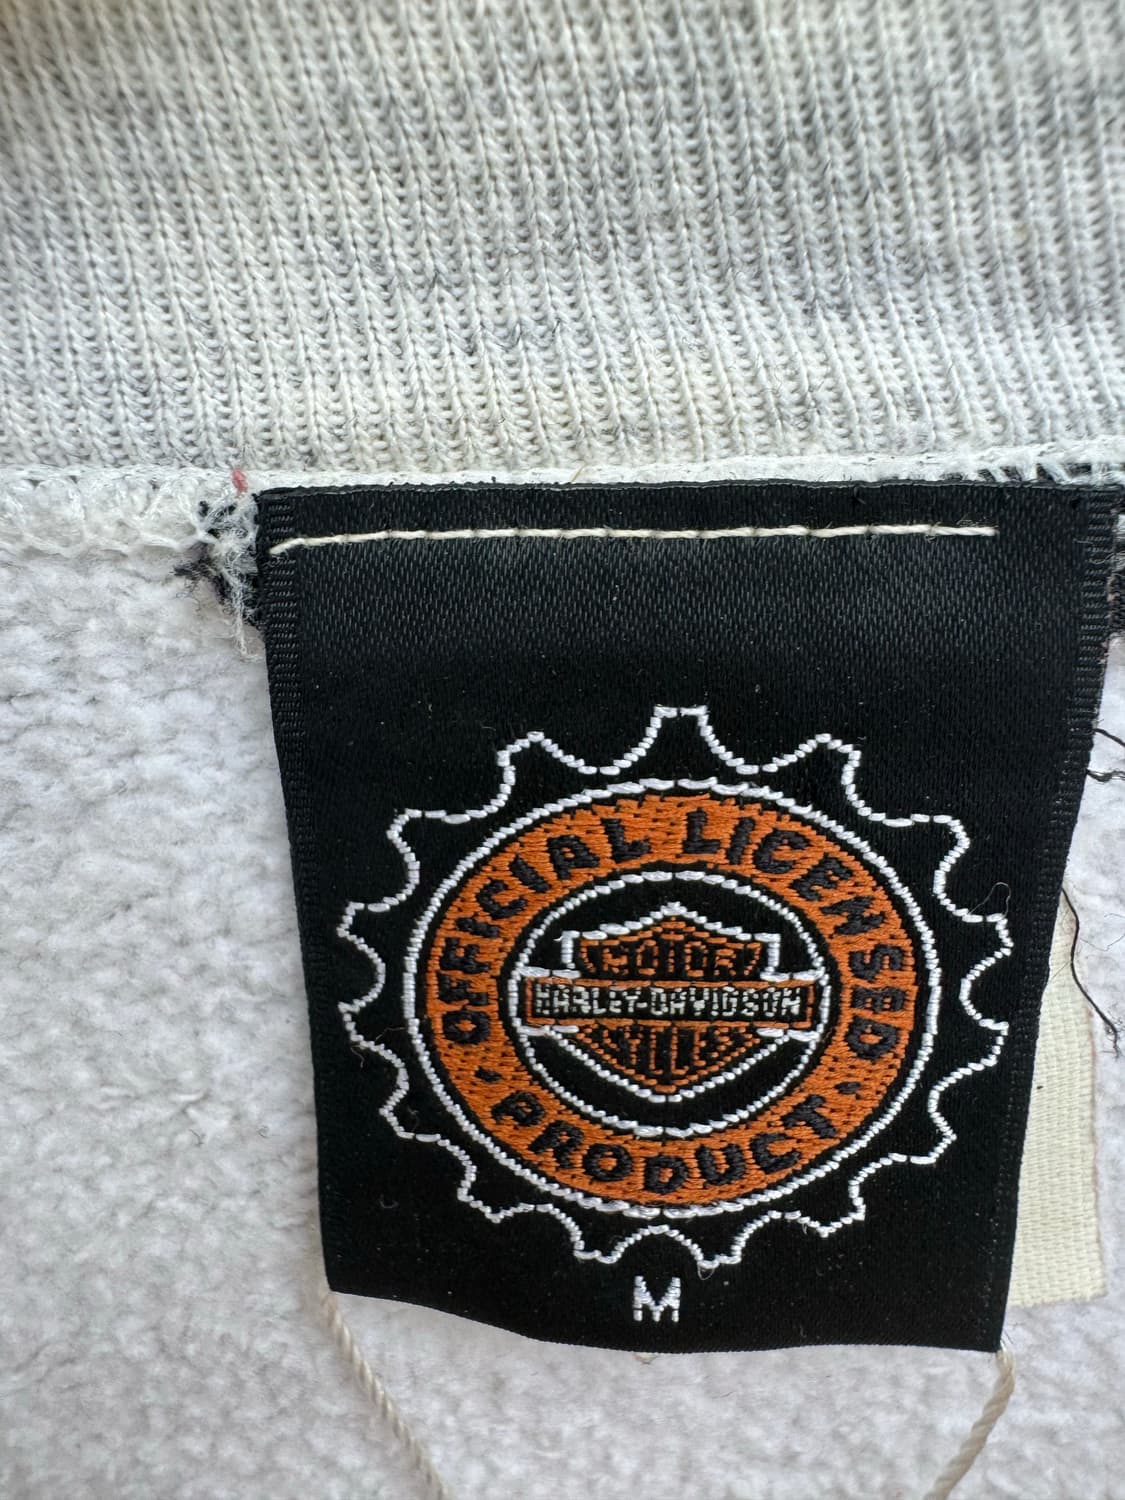 OFFICIAL LICENSED
MOTOR
HARLEY-DAVIDSON
CYCLES
• PRODUCT •
M